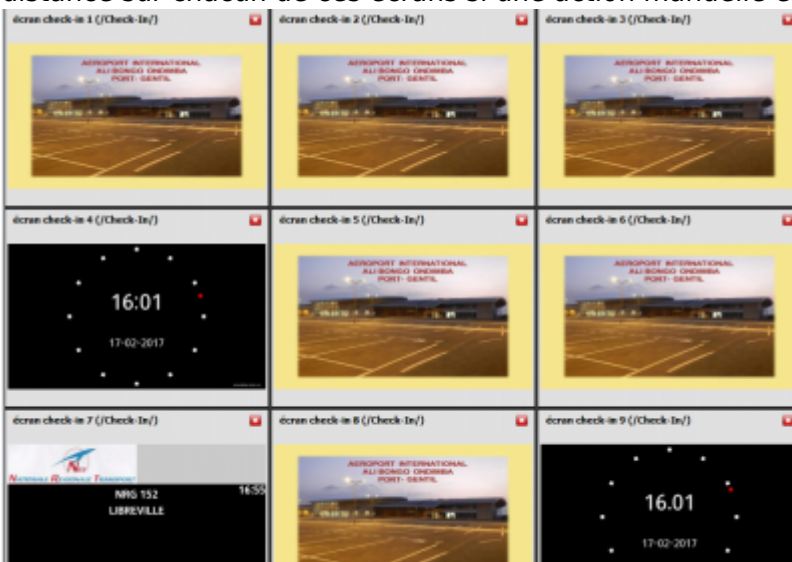 distance sur chacun de ces écrans si une action manuelle e
écran check-in 1 (/Check-In/)
écran check-in 2 (/Check-In/)
écran check-in 3 (/Check-In/)
AEROPORT INTERNATIONAL
ALI BONGO ONDIMBA
PORT- GENTIL
AEROPORT INTERNATIONAL
ALI BONGO ONDIMBA
PORT- GENTIL
AEROPORT INTERNATIONAL
ALI BONGO ONDIMBA
PORT- GENTIL
écran check-in 4 (/Check-In/)
écran check-in 5 (/Check-In/)
écran check-in 6 (/Check-In/)
16:01
17-02-2017
AEROPORT INTERNATIONAL
ALI BONGO ONDIMBA
PORT- GENTIL
AEROPORT INTERNATIONAL
ALI BONGO ONDIMBA
PORT- GENTIL
écran check-in 7 (/Check-In/)
écran check-in 8 (/Check-In/)
écran check-in 9 (/Check-In/)
NATIONALE REGIONALE TRANSPORT
NRG 152
16:55
LIBREVILLE
AEROPORT INTERNATIONAL
ALI BONGO ONDIMBA
PORT- GENTIL
16.01
17-02-2017